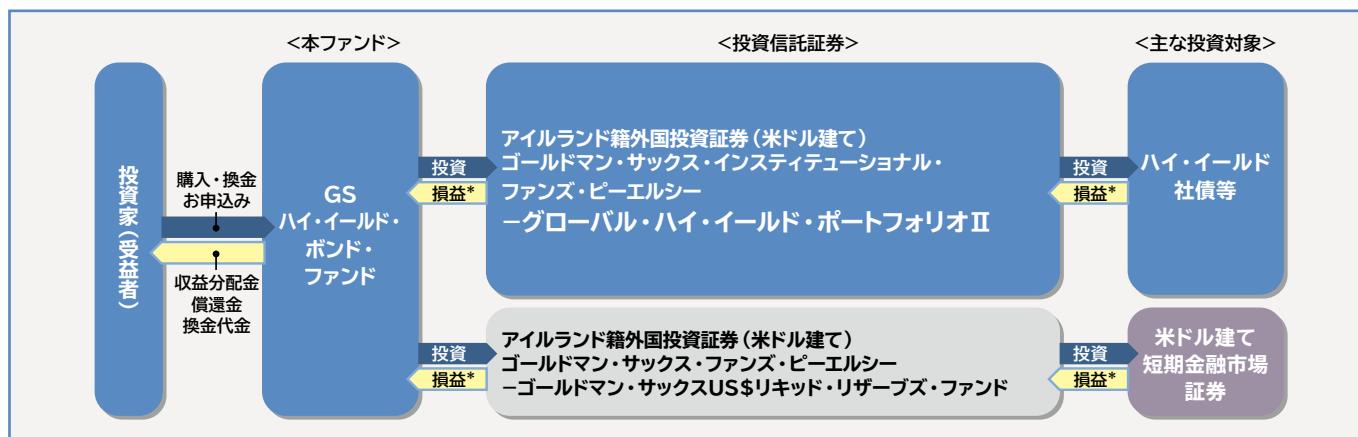 <本ファンド>
<投資信託証券>
<主な投資対象>
投資家(受益者)
購入・換金
お申込み
収益分配金
償還金
換金代金
GS
ハイ・イールド・
ボンド・
ファンド
投資
損益*
アイルランド籍外国投資証券(米ドル建て)
ゴールドマン・サックス・インスティテューショナル・
ファンズ・ピーエルシー
−グローバル・ハイ・イールド・ポートフォリオⅡ
投資
損益*
ハイ・イールド
社債等
投資
損益*
アイルランド籍外国投資証券(米ドル建て)
ゴールドマン・サックス・ファンズ・ピーエルシー
−ゴールドマン・サックスUS$リキッド・リザーブズ・ファンド
投資
損益*
米ドル建て
短期金融市場
証券